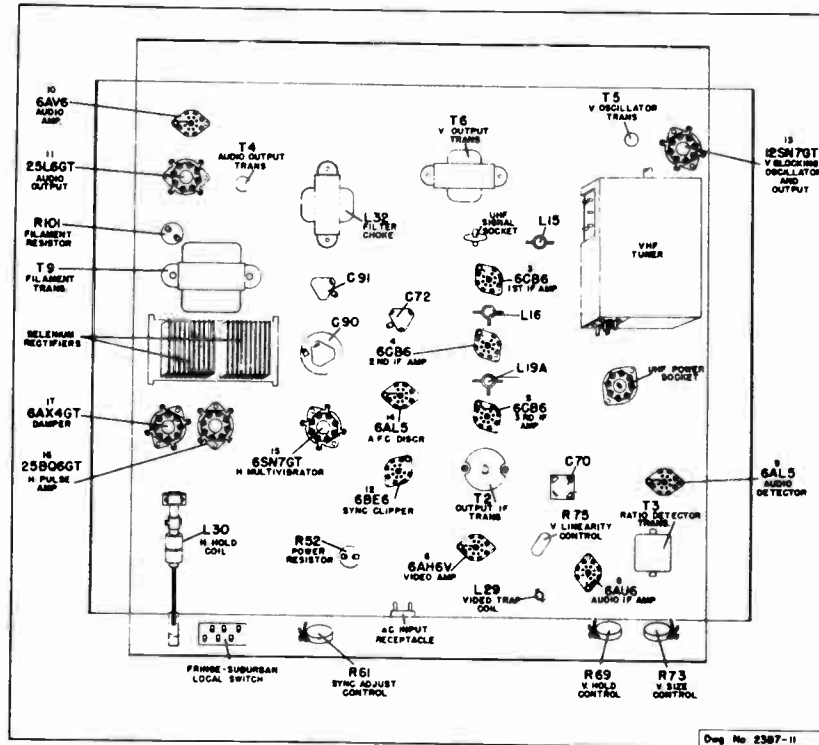 10
6AV6
AUDIO
AMP.
11
25L6GT
AUDIO
OUTPUT
R101
FILAMENT
RESISTOR
T9
FILAMENT
TRANS.
SELENIUM
RECTIFIERS
17
6AX4GT
DAMPER
16
25BQ6GT
H PULSE
AMP
T4
AUDIO OUTPUT
TRANS
L32
FILTER
CHOKE
C91
C90
C72
T6
V OUTPUT
TRANS
UHF
SIGNAL
SOCKET
L15
3
6CB6
1ST IF AMP
L16
4
6CB6
2ND IF AMP
L19A
5
6CB6
3 RD IF
AMP
T5
V OSCILLATOR
TRANS
13
12SN7GT
V BLOCKING
OSCILLATOR
AND
OUTPUT
VHF
TUNER
UHF POWER
SOCKET
14
6AL5
A.F.C. DISCR
15
6SN7GT
H MULTIVIBRATOR
12
6BE6
SYNC CLIPPER
T2
OUTPUT IF
TRANS
C70
9
6AL5
AUDIO
DETECTOR
T3
RATIO DETECTOR
TRANS.
R75
V LINEARITY
CONTROL
L30
H. HOLD
COIL
R52
POWER
RESISTOR
6
6AH6V
VIDEO AMP
8
6AU6
AUDIO IF AMP
L29
VIDEO TRAP
COIL
AC INPUT
RECEPTACLE
FRINGE-SUBURBAN
LOCAL SWITCH
R61
SYNC ADJUST
CONTROL
R69
V. HOLD
CONTROL
R73
V. SIZE
CONTROL
Dwg No 2387-11